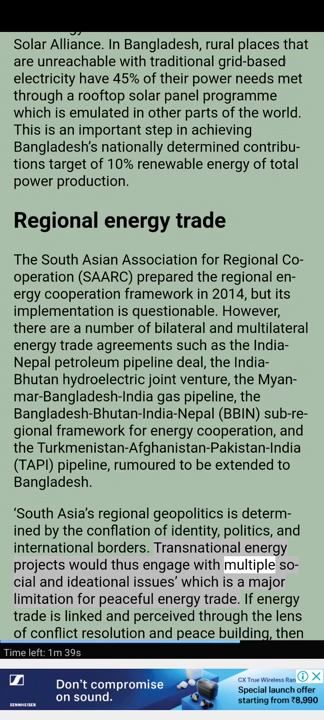 Solar Alliance. In Bangladesh, rural places that
are unreachable with traditional grid-based
electricity have 45% of their power needs met
through a rooftop solar panel programme
which is emulated in other parts of the world.
This is an important step in achieving
Bangladesh's nationally determined contribu-
tions target of 10% renewable energy of total
power production.
Regional energy trade
The South Asian Association for Regional Co-
operation (SAARC) prepared the regional en-
ergy cooperation framework in 2014, but its
implementation is questionable. However,
there are a number of bilateral and multilateral
energy trade agreements such as the India-
Nepal petroleum pipeline deal, the India-
Bhutan hydroelectric joint venture, the Myan-
mar-Bangladesh-India gas pipeline, the
Bangladesh-Bhutan-India-Nepal (BBIN) sub-re-
gional framework for energy cooperation, and
the Turkmenistan-Afghanistan-Pakistan-India
(TAPI) pipeline, rumoured to be extended to
Bangladesh.
‘South Asia's regional geopolitics is determ-
ined by the conflation of identity, politics, and
international borders. Transnational energy
projects would thus engage with multiple so-
cial and ideational issues’ which is a major
limitation for peaceful energy trade. If energy
trade is linked and perceived through the lens
of conflict resolution and peace building, then
Time left: 1m 39s
SENNHEISER
Don't compromise
on sound.
CX True Wireless Ran
Special launch offer
starting from ₹8,990